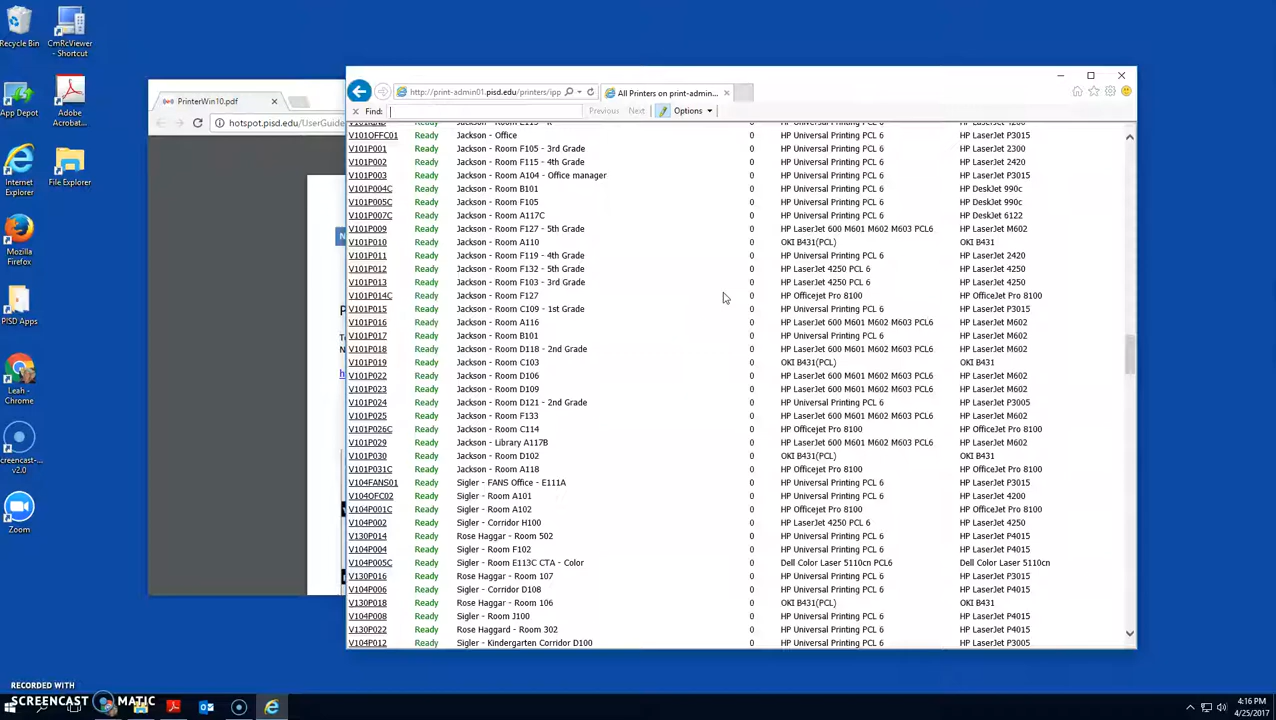 Recycle Bin
CmRcViewer - Shortcut
App Depot
Adobe Acrobat...
Internet Explorer
File Explorer
Mozilla Firefox
PISD Apps
Leah - Chrome
Screencast-... v2.0
Zoom
PrinterWin10.pdf
hotspot.pisd.edu/UserGuide
http://print-admin01.pisd.edu/printers/ipp
All Printers on print-admin...
Find:
Previous Next Options
V101OFFC01 Ready Jackson - Office 0 HP Universal Printing PCL 6 HP LaserJet P3015
V101P001 Ready Jackson - Room F105 - 3rd Grade 0 HP Universal Printing PCL 6 HP LaserJet 2300
V101P002 Ready Jackson - Room F115 - 4th Grade 0 HP Universal Printing PCL 6 HP LaserJet 2420
V101P003 Ready Jackson - Room A104 - Office manager 0 HP Universal Printing PCL 6 HP LaserJet P3015
V101P004C Ready Jackson - Room B101 0 HP Universal Printing PCL 6 HP DeskJet 990c
V101P005C Ready Jackson - Room F105 0 HP Universal Printing PCL 6 HP DeskJet 990c
V101P007C Ready Jackson - Room A117C 0 HP Universal Printing PCL 6 HP DeskJet 6122
V101P009 Ready Jackson - Room F127 - 5th Grade 0 HP LaserJet 600 M601 M602 M603 PCL6 HP LaserJet M602
V101P010 Ready Jackson - Room A110 0 OKI B431(PCL) OKI B431
V101P011 Ready Jackson - Room F119 - 4th Grade 0 HP Universal Printing PCL 6 HP LaserJet 2420
V101P012 Ready Jackson - Room F132 - 5th Grade 0 HP LaserJet 4250 PCL 6 HP LaserJet 4250
V101P013 Ready Jackson - Room F103 - 3rd Grade 0 HP LaserJet 4250 PCL 6 HP LaserJet 4250
V101P014C Ready Jackson - Room F127 0 HP Officejet Pro 8100 HP OfficeJet Pro 8100
V101P015 Ready Jackson - Room C109 - 1st Grade 0 HP Universal Printing PCL 6 HP LaserJet P3015
V101P016 Ready Jackson - Room A116 0 HP LaserJet 600 M601 M602 M603 PCL6 HP LaserJet M602
V101P017 Ready Jackson - Room B101 0 HP Universal Printing PCL 6 HP LaserJet M602
V101P018 Ready Jackson - Room D118 - 2nd Grade 0 HP LaserJet 600 M601 M602 M603 PCL6 HP LaserJet M602
V101P019 Ready Jackson - Room C103 0 OKI B431(PCL) OKI B431
V101P022 Ready Jackson - Room D106 0 HP LaserJet 600 M601 M602 M603 PCL6 HP LaserJet M602
V101P023 Ready Jackson - Room D109 0 HP LaserJet 600 M601 M602 M603 PCL6 HP LaserJet M602
V101P024 Ready Jackson - Room D121 - 2nd Grade 0 HP Universal Printing PCL 6 HP LaserJet P3005
V101P025 Ready Jackson - Room F133 0 HP LaserJet 600 M601 M602 M603 PCL6 HP LaserJet M602
V101P026C Ready Jackson - Room C114 0 HP Officejet Pro 8100 HP OfficeJet Pro 8100
V101P029 Ready Jackson - Library A117B 0 HP LaserJet 600 M601 M602 M603 PCL6 HP LaserJet M602
V101P030 Ready Jackson - Room D102 0 OKI B431(PCL) OKI B431
V101P031C Ready Jackson - Room A118 0 HP Officejet Pro 8100 HP OfficeJet Pro 8100
V104FANS01 Ready Sigler - FANS Office - E111A 0 HP Universal Printing PCL 6 HP LaserJet P3015
V104OFC02 Ready Sigler - Room A101 0 HP Universal Printing PCL 6 HP LaserJet 4200
V104P001C Ready Sigler - Room A102 0 HP Officejet Pro 8100 HP OfficeJet Pro 8100
V104P002 Ready Sigler - Corridor H100 0 HP LaserJet 4250 PCL 6 HP LaserJet 4250
V130P014 Ready Rose Haggar - Room 502 0 HP Universal Printing PCL 6 HP LaserJet P4015
V104P004 Ready Sigler - Room F102 0 HP Universal Printing PCL 6 HP LaserJet P4015
V104P005C Ready Sigler - Room E113C CTA - Color 0 Dell Color Laser 5110cn PCL6 Dell Color Laser 5110cn
V130P016 Ready Rose Haggar - Room 107 0 HP Universal Printing PCL 6 HP LaserJet P3015
V104P006 Ready Sigler - Corridor D108 0 HP Universal Printing PCL 6 HP LaserJet P4015
V130P018 Ready Rose Haggar - Room 106 0 OKI B431(PCL) OKI B431
V104P008 Ready Sigler - Room J100 0 HP Universal Printing PCL 6 HP LaserJet P4015
V130P022 Ready Rose Haggard - Room 302 0 HP Universal Printing PCL 6 HP LaserJet P4015
V104P012 Ready Sigler - Kindergarten Corridor D100 0 HP Universal Printing PCL 6 HP LaserJet P3005
RECORDED WITH
SCREENCAST MATIC
4:16 PM
4/25/2017